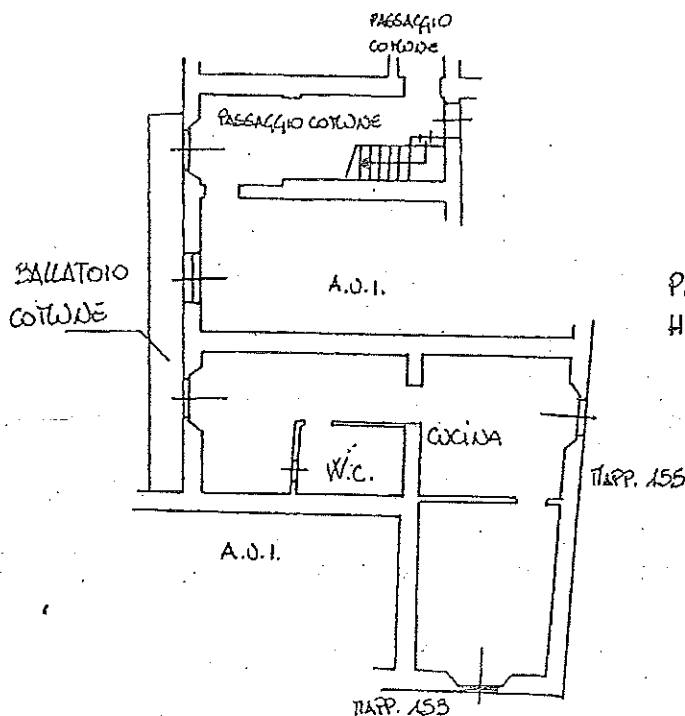 PASSAGGIO
COMUNE
PASSAGGIO COMUNE
BALLATOIO
COMUNE
A.U.I.
P.
H
CUCINA
W.C.
MAPP. 155
A.U.I.
MAPP. 153